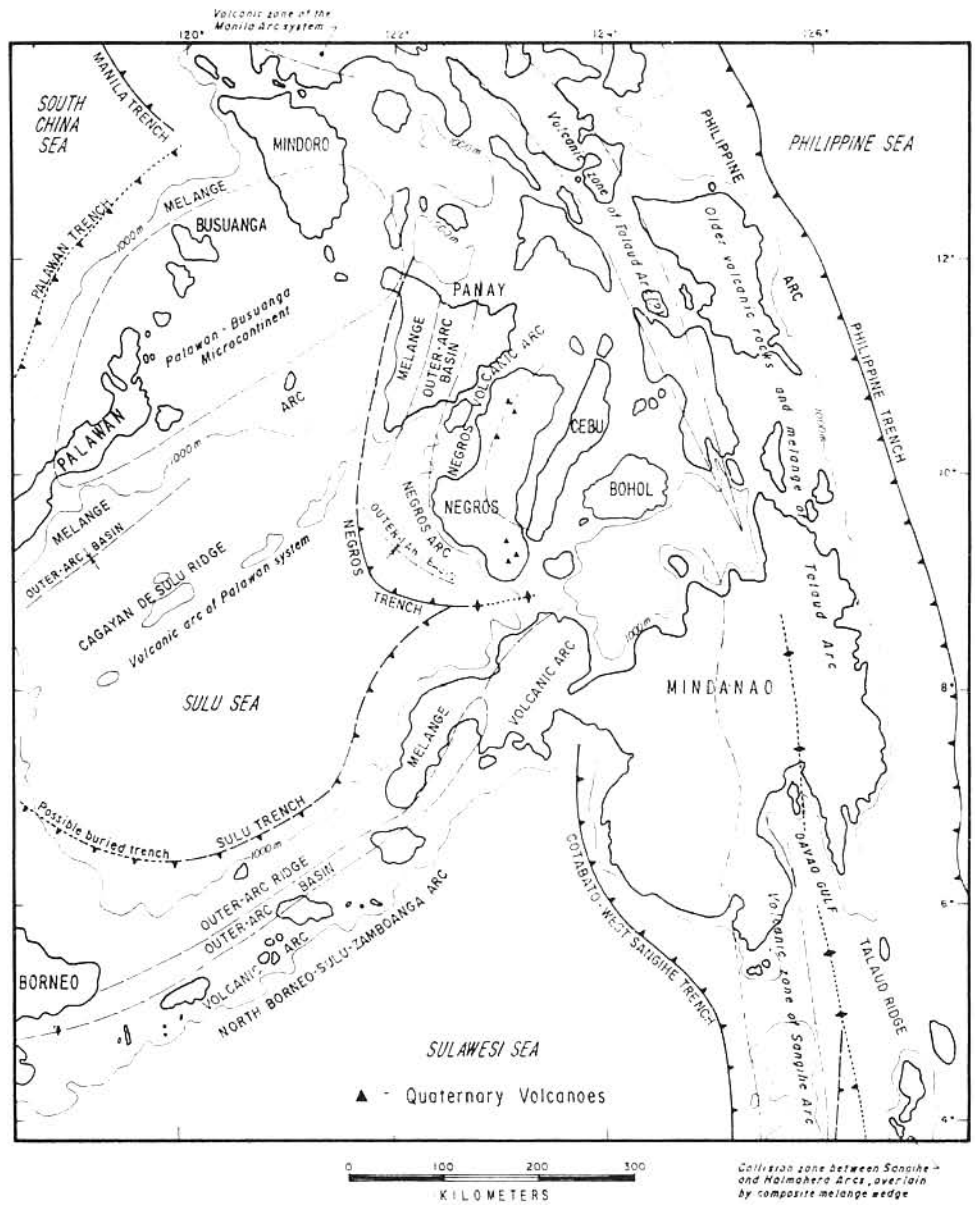 Volcanic zone of the
Manila Arc system
120°
122°
124°
126°
MANILA TRENCH
SOUTH
CHINA
SEA
MINDORO
1000m
Volcanic zone of Talaud Arc (?)
PHILIPPINE ARC
PHILIPPINE SEA
PALAWAN TRENCH
MELANGE
1000m
BUSUANGA
1000m
Older volcanic rocks and melange of Talaud Arc
12°
PANAY
Palawan-Busuanga
Microcontinent
MELANGE
OUTER-ARC
BASIN
NEGROS VOLCANIC ARC
PHILIPPINE TRENCH
ARC
CEBU
1000m
PALAWAN
1000m
10°
MELANGE
OUTER-ARC BASIN
NEGROS
BOHOL
NEGROS ARC
NEGROS TRENCH
CAGAYAN DE SULU RIDGE
Volcanic arc of Palawan system
1000m
SULU SEA
MELANGE
VOLCANIC ARC
MINDANAO
8°
Possible buried trench
SULU TRENCH
1000m
DAVAO GULF
OUTER-ARC RIDGE
OUTER-ARC BASIN
COTABATO-WEST SANGIHE TRENCH
6°
BORNEO
VOLCANIC ARC
NORTH BORNEO-SULU-ZAMBOANGA ARC
Volcanic zone of Sangihe Arc
TALAUD RIDGE
SULAWESI SEA
▲ - Quaternary Volcanoes
4°
0 100 200 300
KILOMETERS
Collision zone between Sangihe
and Halmahera Arcs, overlain
by composite melange wedge